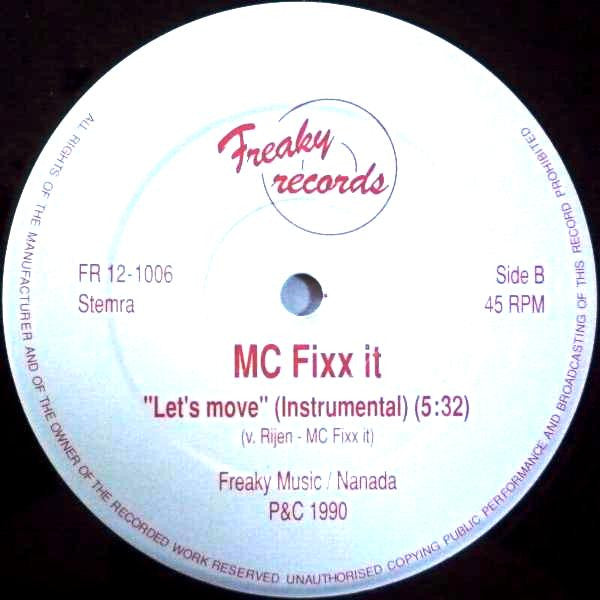 Freaky
records
FR 12-1006
Stemra
Side B
45 RPM
MC Fixx it
"Let's move" (Instrumental) (5:32)
(v. Rijen - MC Fixx it)
Freaky Music / Nanada
P&C 1990
ALL RIGHTS OF THE MANUFACTURER AND OF THE OWNER OF THE RECORDED WORK RESERVED UNAUTHORISED COPYING PUBLIC PERFORMANCE AND BROADCASTING OF THIS RECORD PROHIBITED